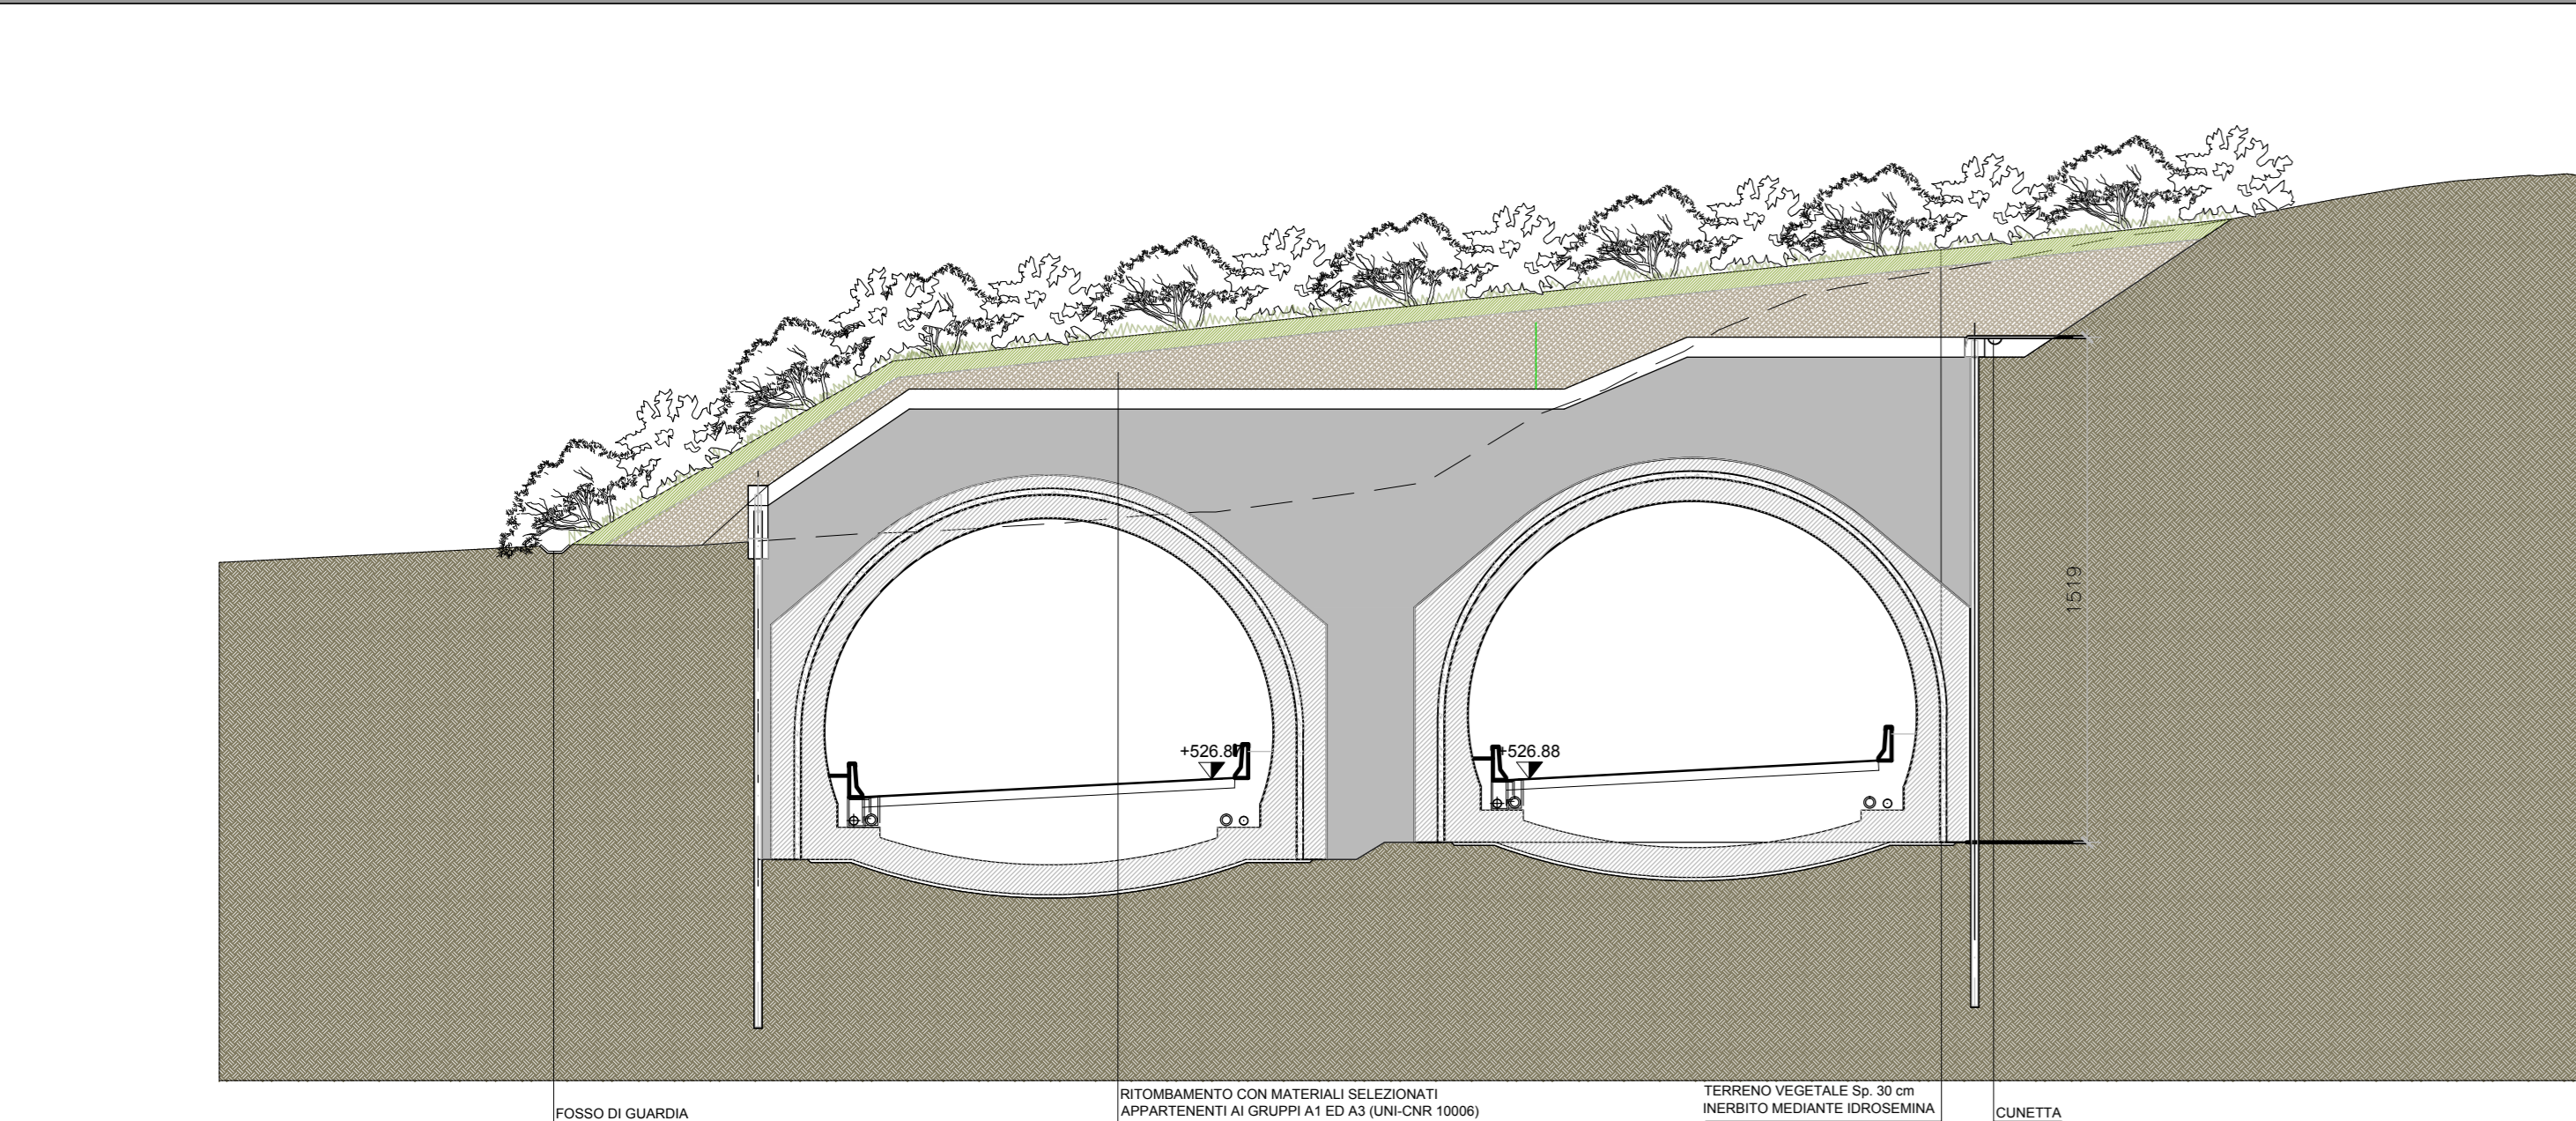 1519
+526.8
+526.88
RITOMBAMENTO CON MATERIALI SELEZIONATI
APPARTENENTI AI GRUPPI A1 ED A3 (UNI-CNR 10006)
TERRENO VEGETALE Sp. 30 cm
INERBITO MEDIANTE IDROSEMINA
FOSSO DI GUARDIA
CUNETTA